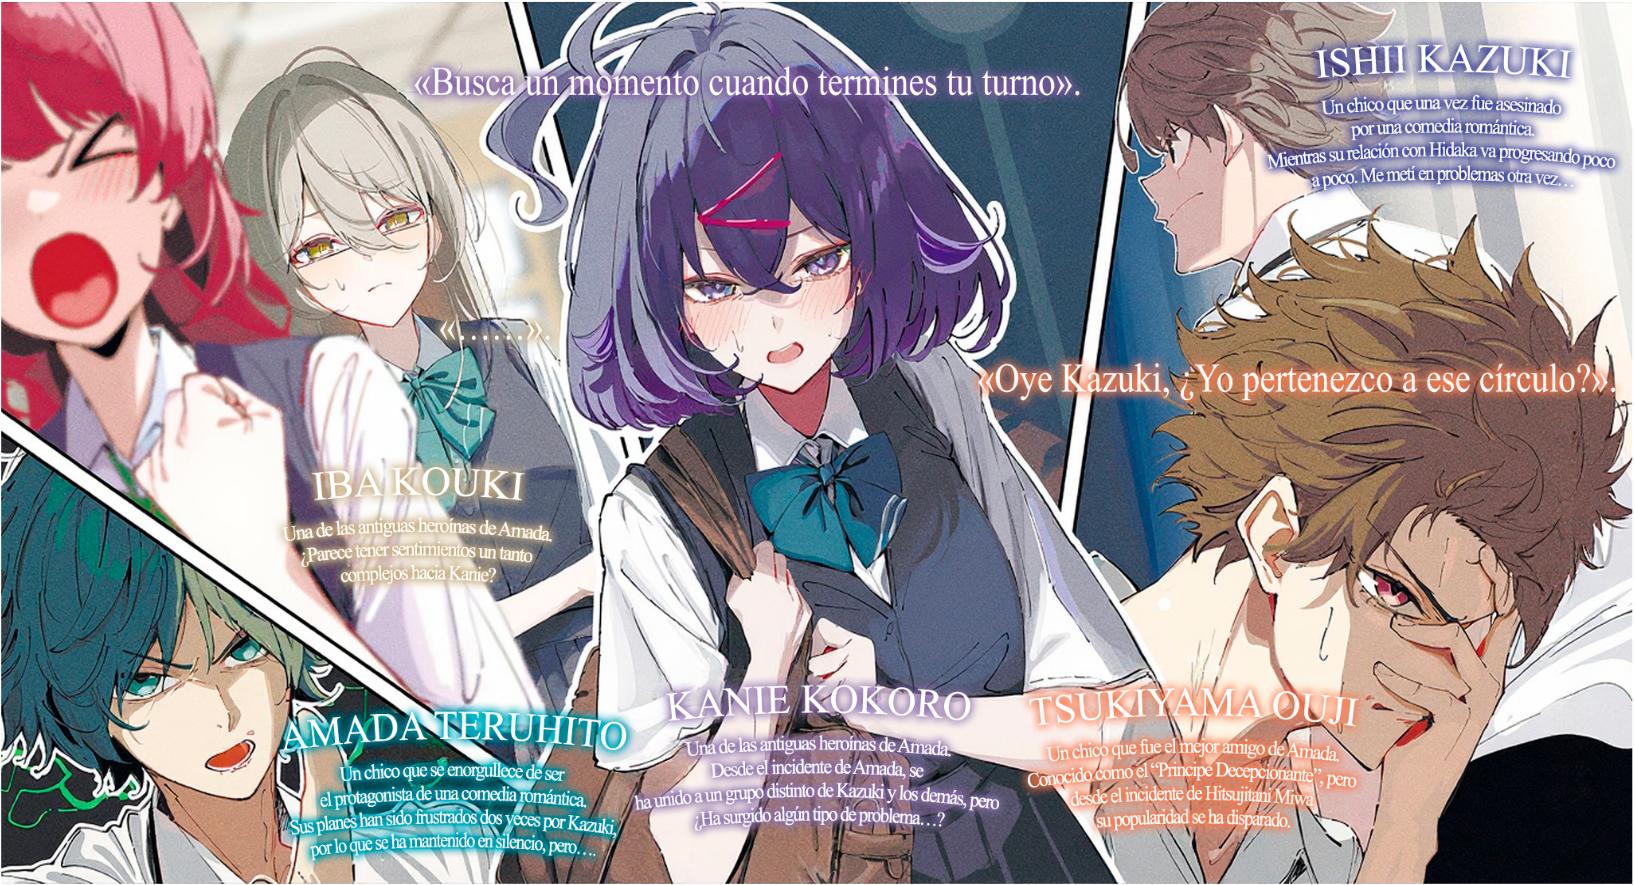 «Busca un momento cuando termines tu turno».
ISHII KAZUKI
Un chico que una vez fue asesinado
por una comedia romántica.
Mientras su relación con Hidaka va progresando poco
a poco. Me metí en problemas otra vez…
«……».
«Oye Kazuki, ¿Yo pertenezco a ese círculo?».
IBA KOUKI
Una de las antiguas heroínas de Amada.
¿Parece tener sentimientos un tanto
complejos hacia Kanie?
AMADA TERUHITO
Un chico que se enorgullece de ser
el protagonista de una comedia romántica.
Sus planes han sido frustrados dos veces por Kazuki,
por lo que se ha mantenido en silencio, pero….
KANIE KOKORO
Una de las antiguas heroínas de Amada.
Desde el incidente de Amada, se
ha unido a un grupo distinto de Kazuki y los demás, pero
¿Ha surgido algún tipo de problema…?
TSUKIYAMA OUJI
Un chico que fue el mejor amigo de Amada.
Conocido como el “Principe Decepcionante”, pero
desde el incidente de Hitsujitani Miwa
su popularidad se ha disparado.